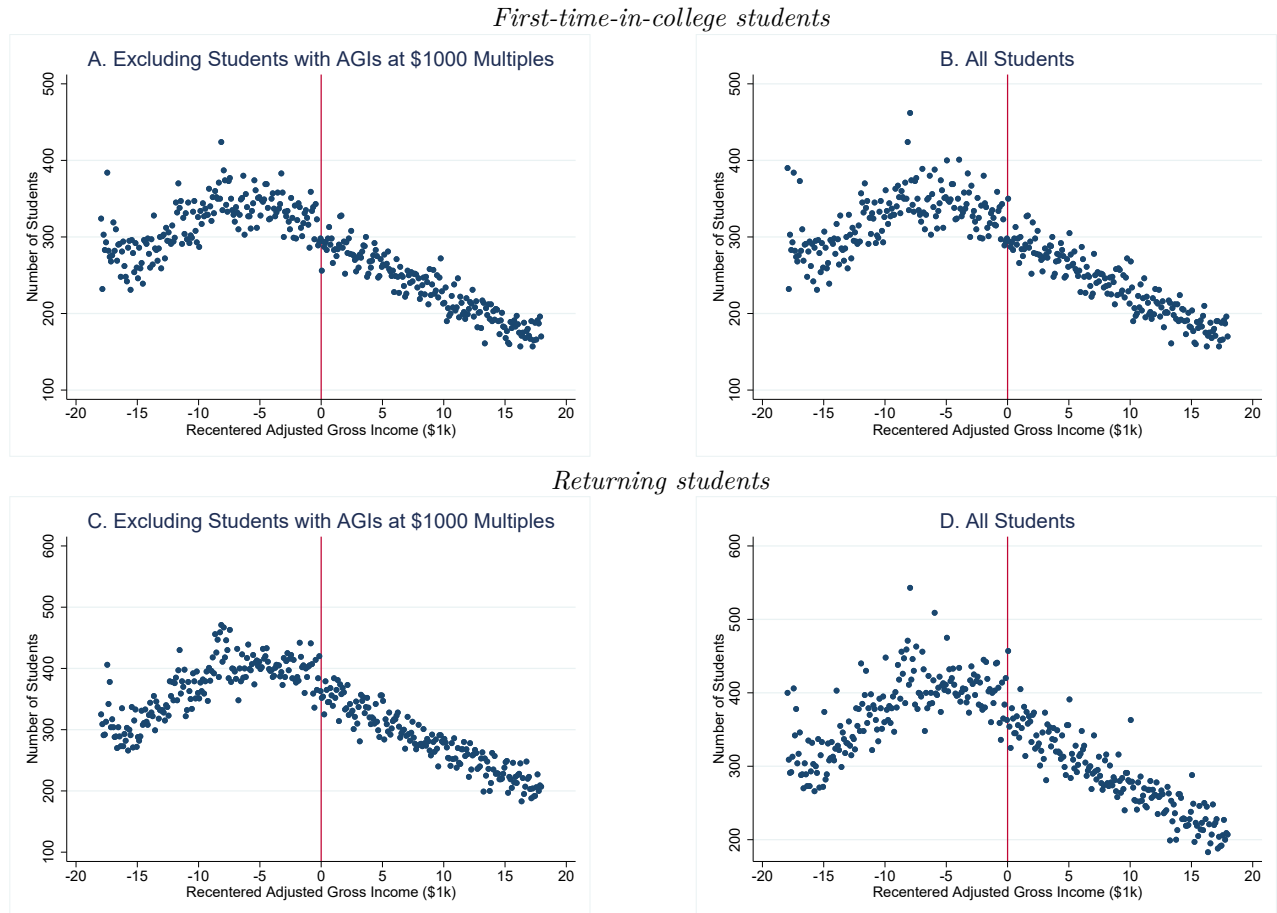 First-time-in-college students
A. Excluding Students with AGIs at $1000 Multiples
Number of Students
500
400
300
200
100
-20 -15 -10 -5 0 5 10 15 20
Recentered Adjusted Gross Income ($1k)
B. All Students
Number of Students
500
400
300
200
100
-20 -15 -10 -5 0 5 10 15 20
Recentered Adjusted Gross Income ($1k)
Returning students
C. Excluding Students with AGIs at $1000 Multiples
Number of Students
600
500
400
300
200
100
-20 -15 -10 -5 0 5 10 15 20
Recentered Adjusted Gross Income ($1k)
D. All Students
Number of Students
600
500
400
300
200
-20 -15 -10 -5 0 5 10 15 20
Recentered Adjusted Gross Income ($1k)